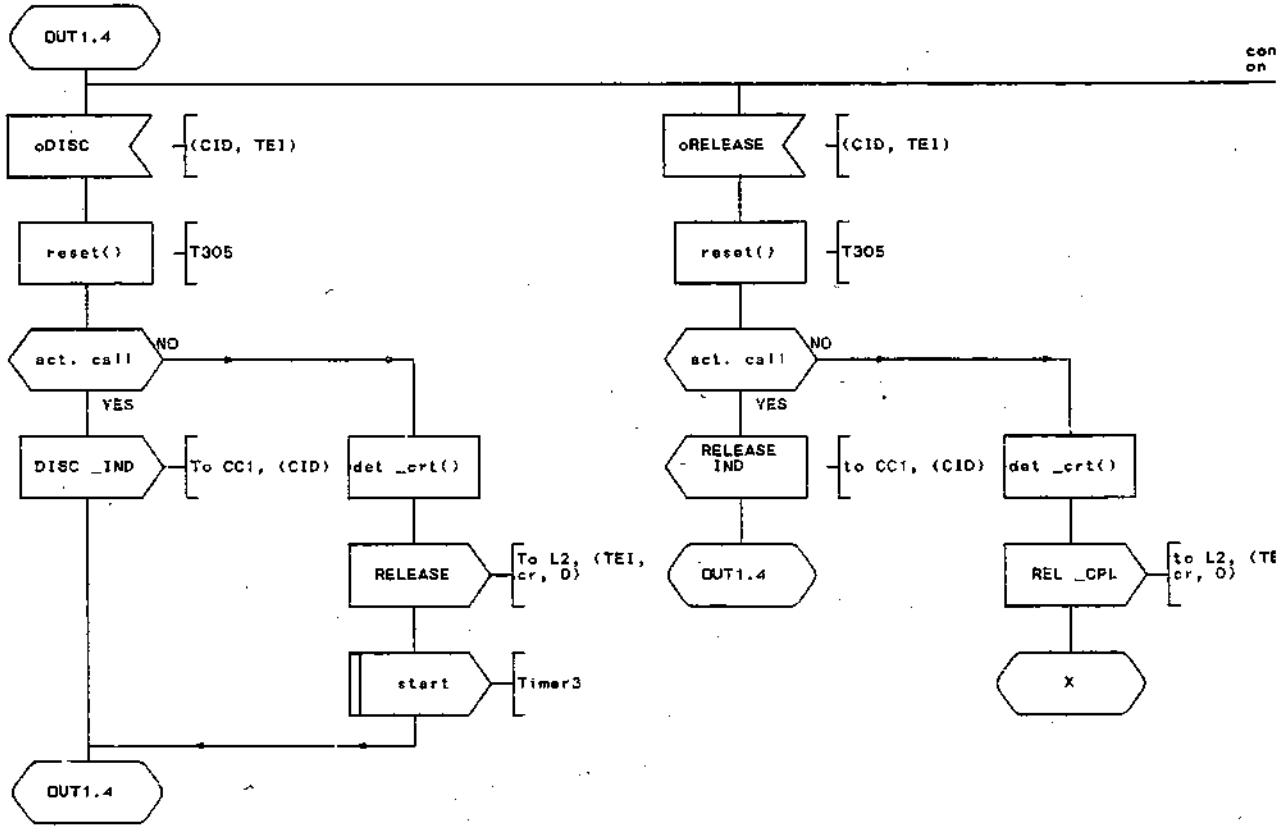 OUT1.4
con
on
oDISC
(CID, TEI)
oRELEASE
(CID, TEI)
reset()
T305
reset()
T305
act. call
NO
YES
act. call
NO
YES
DISC _IND
To CC1, (CID)
det _crt()
RELEASE
IND
to CC1, (CID)
det _crt()
RELEASE
To L2, (TEI,
cr, 0)
OUT1.4
REL _CPL
to L2, (TE
cr, 0)
start
Timer3
X
OUT1.4